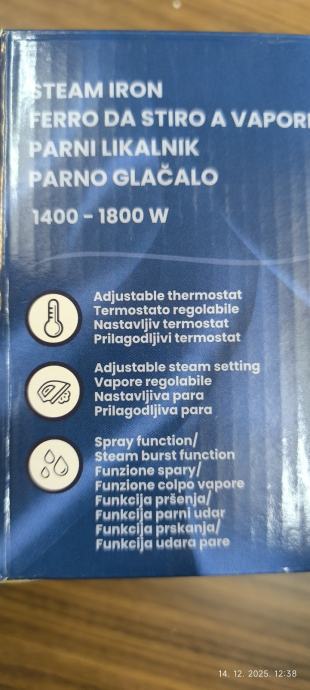 STEAM IRON
FERRO DA STIRO A VAPORE
PARNI LIKALNIK
PARNO GLAČALO
1400 - 1800 W
Adjustable thermostat
Termostato regolabile
Nastavljiv termostat
Prilagodljivi termostat
Adjustable steam setting
Vapore regolabile
Nastavljiva para
Prilagodljiva para
Spray function/
Steam burst function
Funzione spary/
Funzione colpo vapore
Funkcija pršenja/
Funkcija parni udar
Funkcija prskanja/
Funkcija udara pare
14. 12. 2025. 12:38